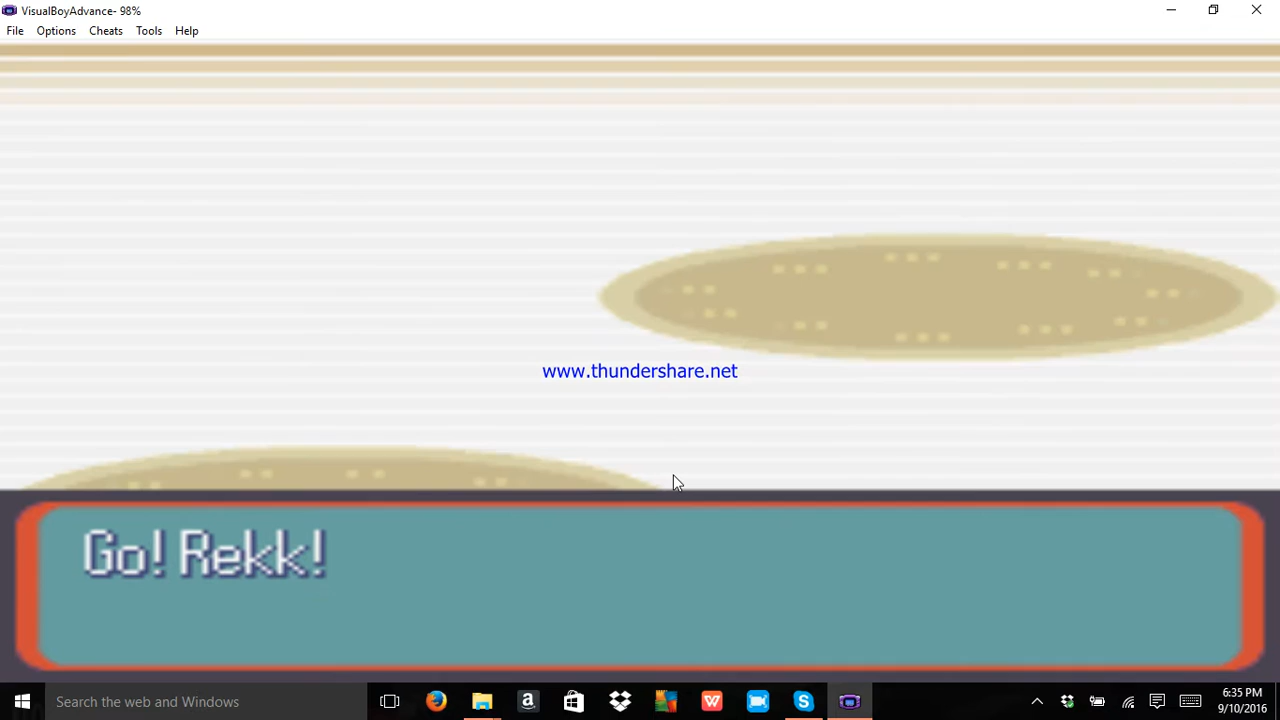 VisualBoyAdvance- 98%
File Options Cheats Tools Help
www.thundershare.net
Go! Rekk!
Search the web and Windows
6:35 PM
9/10/2016